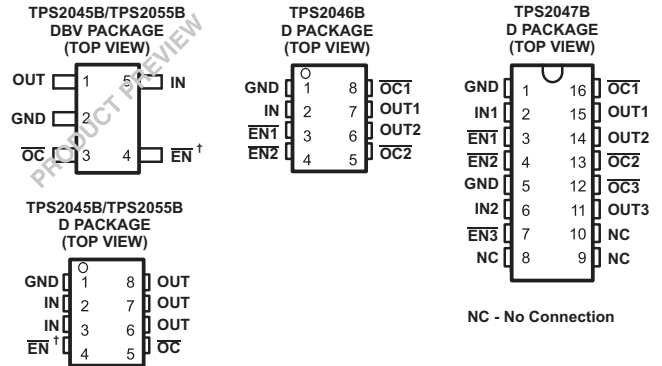 TPS2045B/TPS2055B
DBV PACKAGE
(TOP VIEW)
OUT 1 5 IN
GND 2
OC 3 4 EN †
PRODUCT PREVIEW
TPS2045B/TPS2055B
D PACKAGE
(TOP VIEW)
GND 1 8 OUT
IN 2 7 OUT
IN 3 6 OUT
EN † 4 5 OC
TPS2046B
D PACKAGE
(TOP VIEW)
GND 1 8 OC1
IN 2 7 OUT1
EN1 3 6 OUT2
EN2 4 5 OC2
TPS2047B
D PACKAGE
(TOP VIEW)
GND 1 16 OC1
IN1 2 15 OUT1
EN1 3 14 OUT2
EN2 4 13 OC2
GND 5 12 OC3
IN2 6 11 OUT3
EN3 7 10 NC
NC 8 9 NC
NC - No Connection